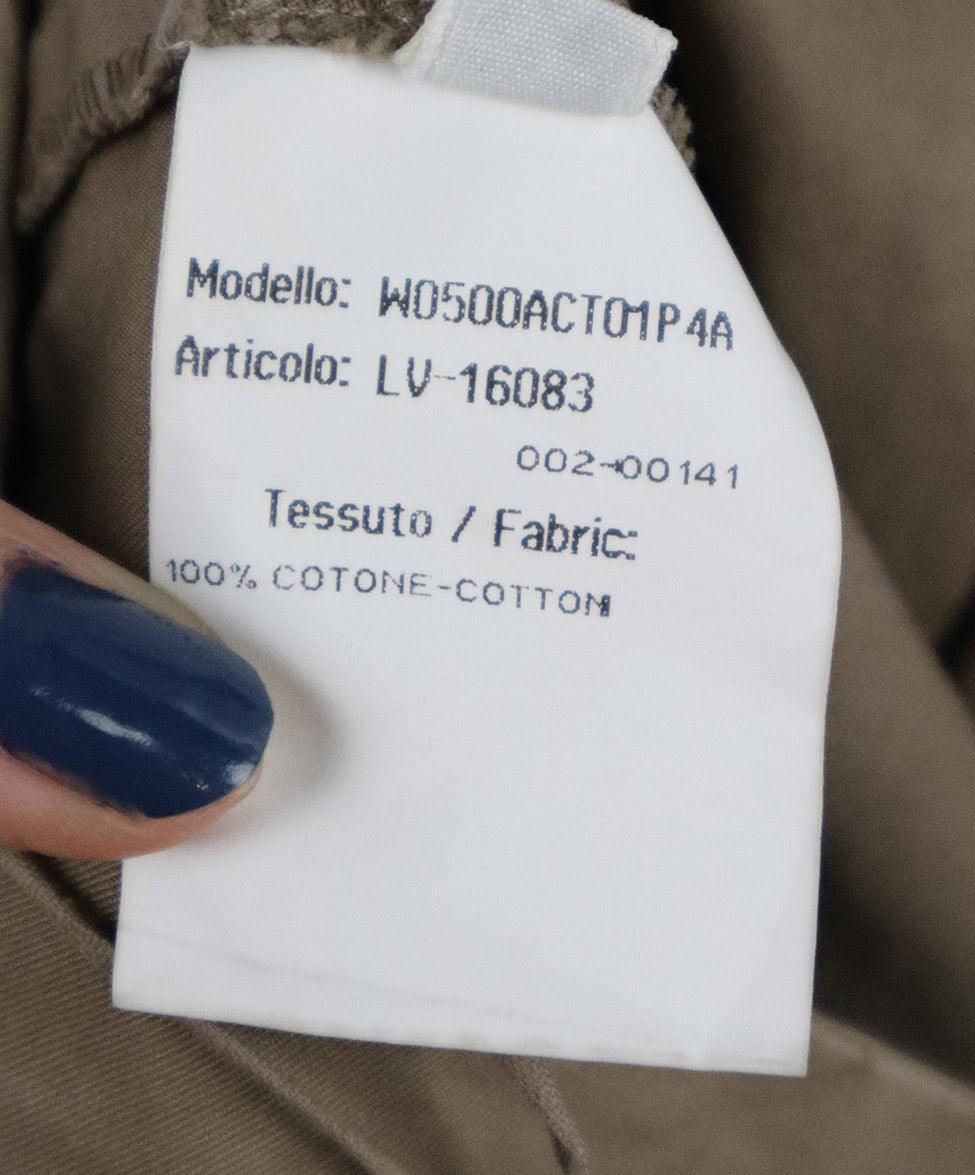 Modello: W0500ACT01P4A
Articolo: LV-16083
002-00141
Tessuto / Fabric:
100% COTONE-COTTON